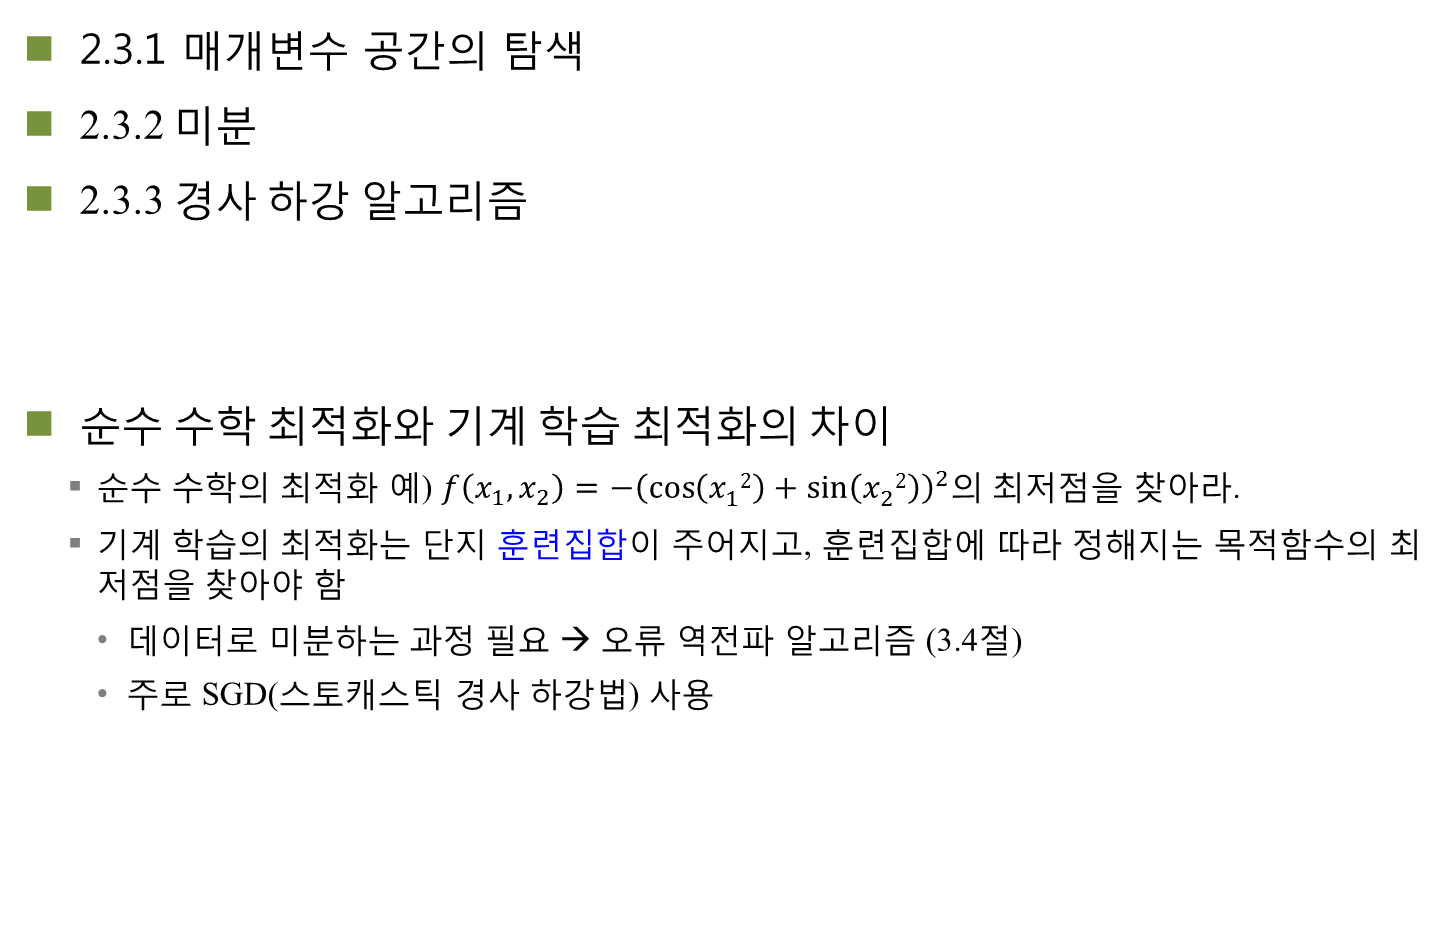 2.3.1 매개변수 공간의 탐색
2.3.2 미분
2.3.3 경사 하강 알고리즘
순수 수학 최적화와 기계 학습 최적화의 차이
순수 수학의 최적화 예) 𝑓(𝑥₁, 𝑥₂) = −(cos(𝑥₁²) + sin(𝑥₂²))²의 최저점을 찾아라.
기계 학습의 최적화는 단지 훈련집합이 주어지고, 훈련집합에 따라 정해지는 목적함수의 최
저점을 찾아야 함
• 데이터로 미분하는 과정 필요 → 오류 역전파 알고리즘 (3.4절)
• 주로 SGD(스토캐스틱 경사 하강법) 사용